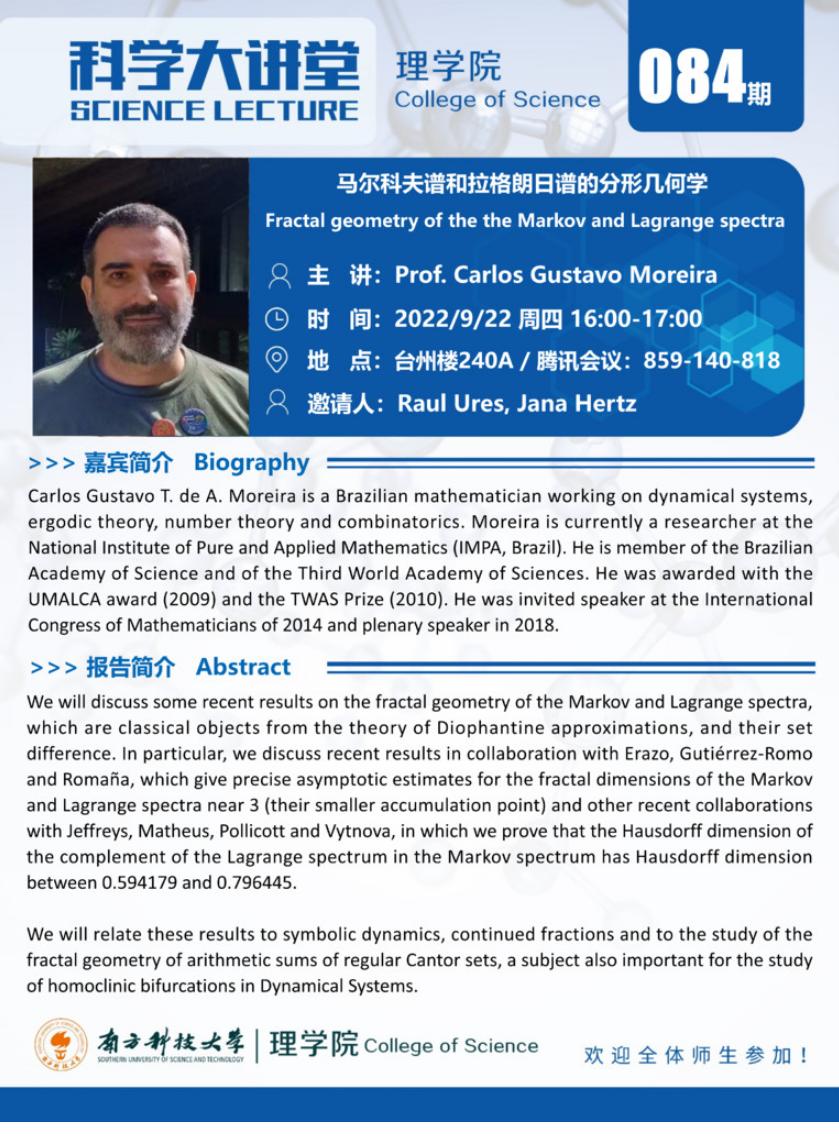 科学大讲堂
SCIENCE LECTURE
理学院
College of Science
084期
马尔科夫谱和拉格朗日谱的分形几何学
Fractal geometry of the the Markov and Lagrange spectra
主 讲：Prof. Carlos Gustavo Moreira
时 间：2022/9/22 周四 16:00-17:00
地 点：台州楼240A / 腾讯会议：859-140-818
邀请人：Raul Ures, Jana Hertz
>>> 嘉宾简介 Biography
Carlos Gustavo T. de A. Moreira is a Brazilian mathematician working on dynamical systems,
ergodic theory, number theory and combinatorics. Moreira is currently a researcher at the
National Institute of Pure and Applied Mathematics (IMPA, Brazil). He is member of the Brazilian
Academy of Science and of the Third World Academy of Sciences. He was awarded with the
UMALCA award (2009) and the TWAS Prize (2010). He was invited speaker at the International
Congress of Mathematicians of 2014 and plenary speaker in 2018.
>>> 报告简介 Abstract
We will discuss some recent results on the fractal geometry of the Markov and Lagrange spectra,
which are classical objects from the theory of Diophantine approximations, and their set
difference. In particular, we discuss recent results in collaboration with Erazo, Gutiérrez-Romo
and Romaña, which give precise asymptotic estimates for the fractal dimensions of the Markov
and Lagrange spectra near 3 (their smaller accumulation point) and other recent collaborations
with Jeffreys, Matheus, Pollicott and Vytnova, in which we prove that the Hausdorff dimension of
the complement of the Lagrange spectrum in the Markov spectrum has Hausdorff dimension
between 0.594179 and 0.796445.
We will relate these results to symbolic dynamics, continued fractions and to the study of the
fractal geometry of arithmetic sums of regular Cantor sets, a subject also important for the study
of homoclinic bifurcations in Dynamical Systems.
南方科技大学
SOUTHERN UNIVERSITY OF SCIENCE AND TECHNOLOGY
理学院 College of Science
欢迎全体师生参加！